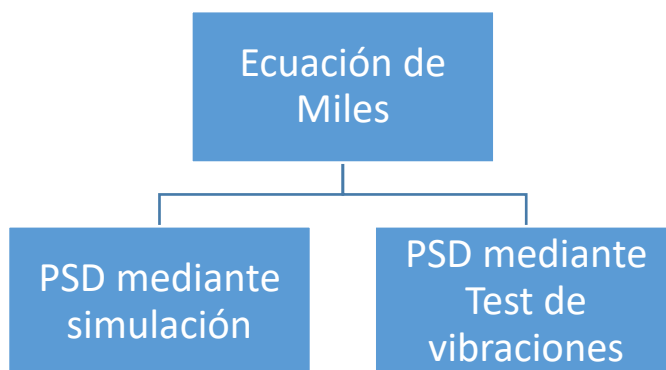 Ecuación de
Miles
PSD mediante
simulación
PSD mediante
Test de
vibraciones